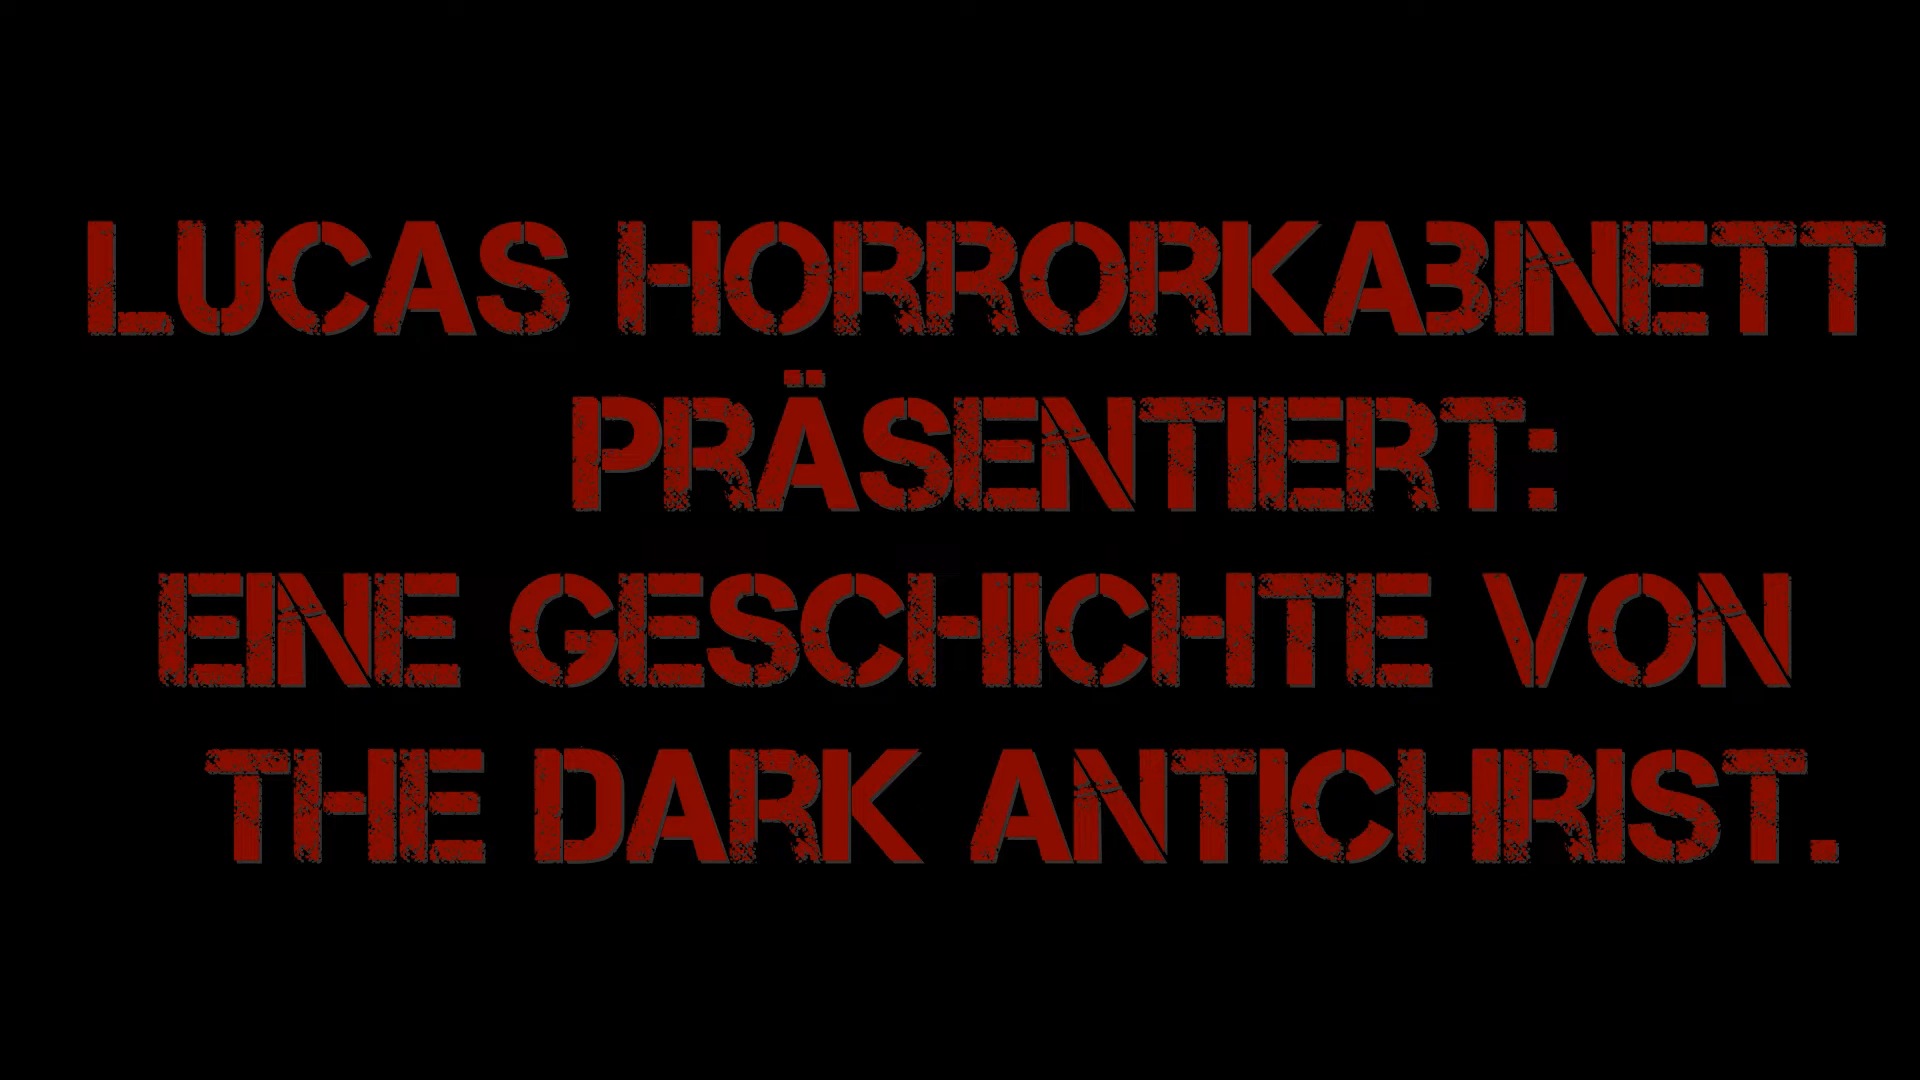 LUCAS HORRORKABINETT
PRÄSENTIERT:
EINE GESCHICHTE VON
THE DARK ANTICHRIST.